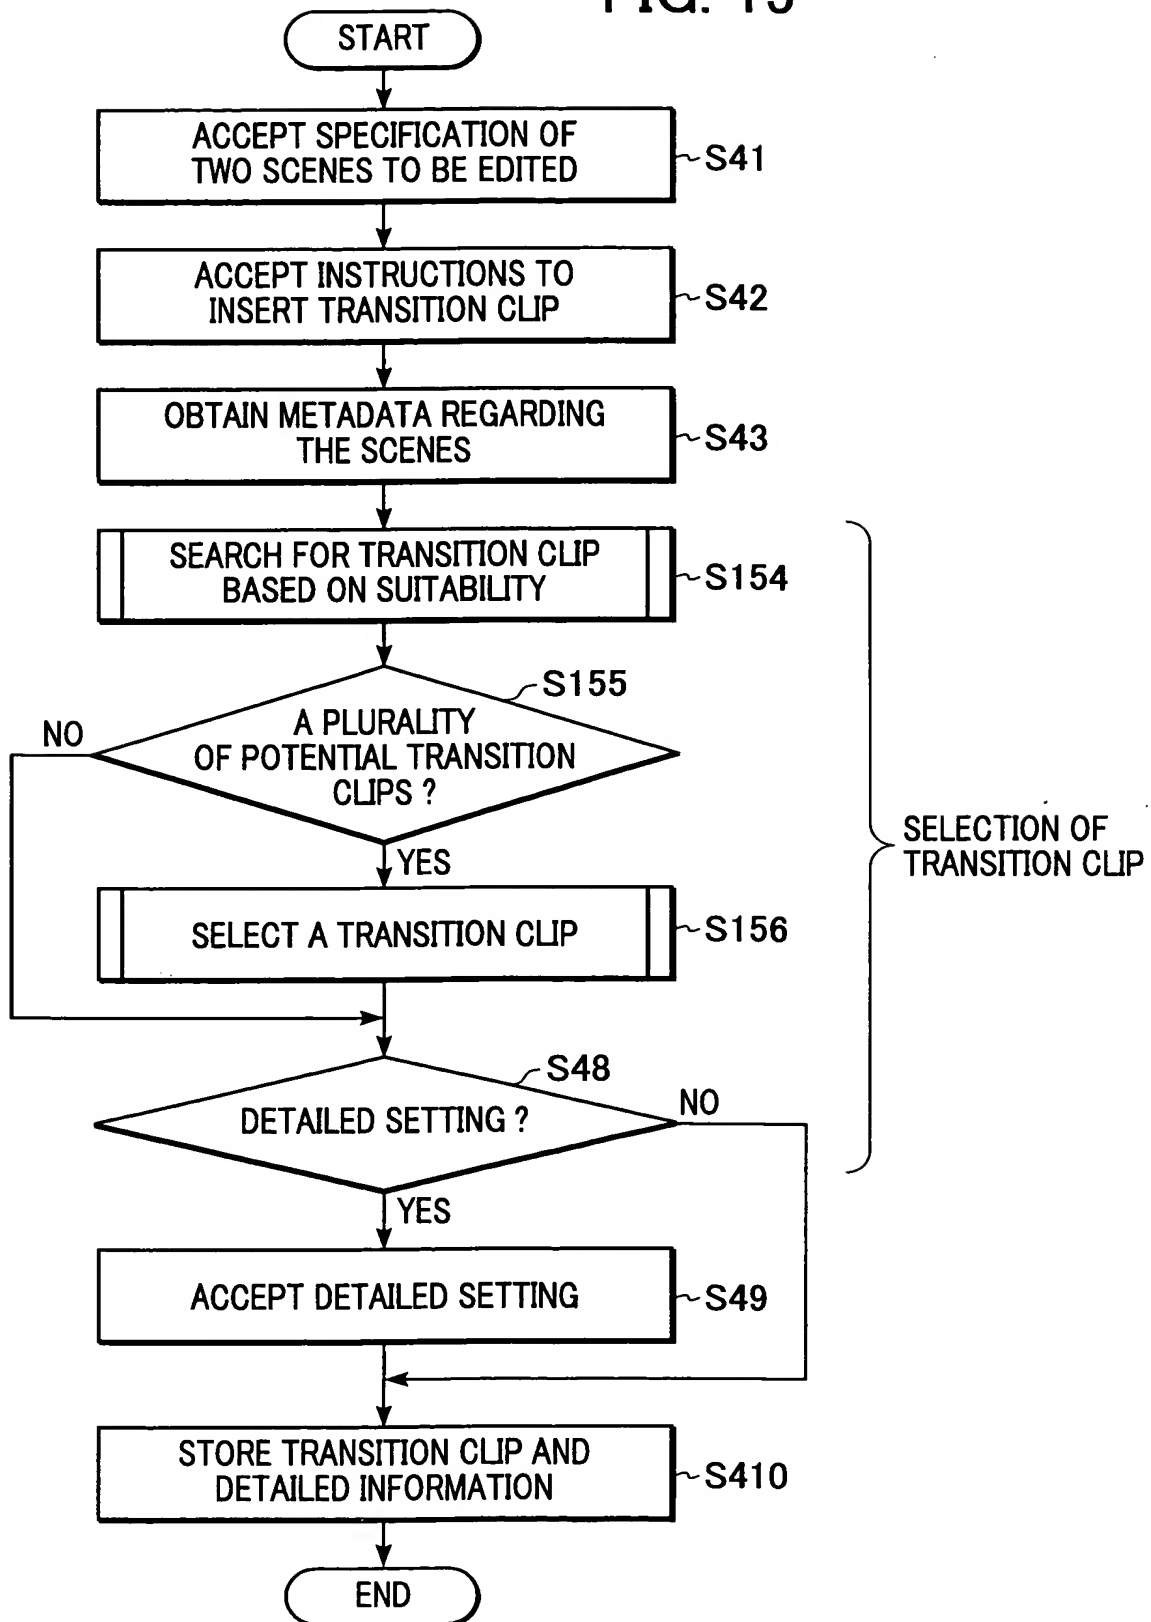 START
ACCEPT SPECIFICATION OF
TWO SCENES TO BE EDITED
S41
ACCEPT INSTRUCTIONS TO
INSERT TRANSITION CLIP
S42
OBTAIN METADATA REGARDING
THE SCENES
S43
SEARCH FOR TRANSITION CLIP
BASED ON SUITABILITY
S154
S155
NO
A PLURALITY
OF POTENTIAL TRANSITION
CLIPS ?
YES
SELECTION OF
TRANSITION CLIP
SELECT A TRANSITION CLIP
S156
S48
DETAILED SETTING ?
NO
YES
ACCEPT DETAILED SETTING
S49
STORE TRANSITION CLIP AND
DETAILED INFORMATION
S410
END